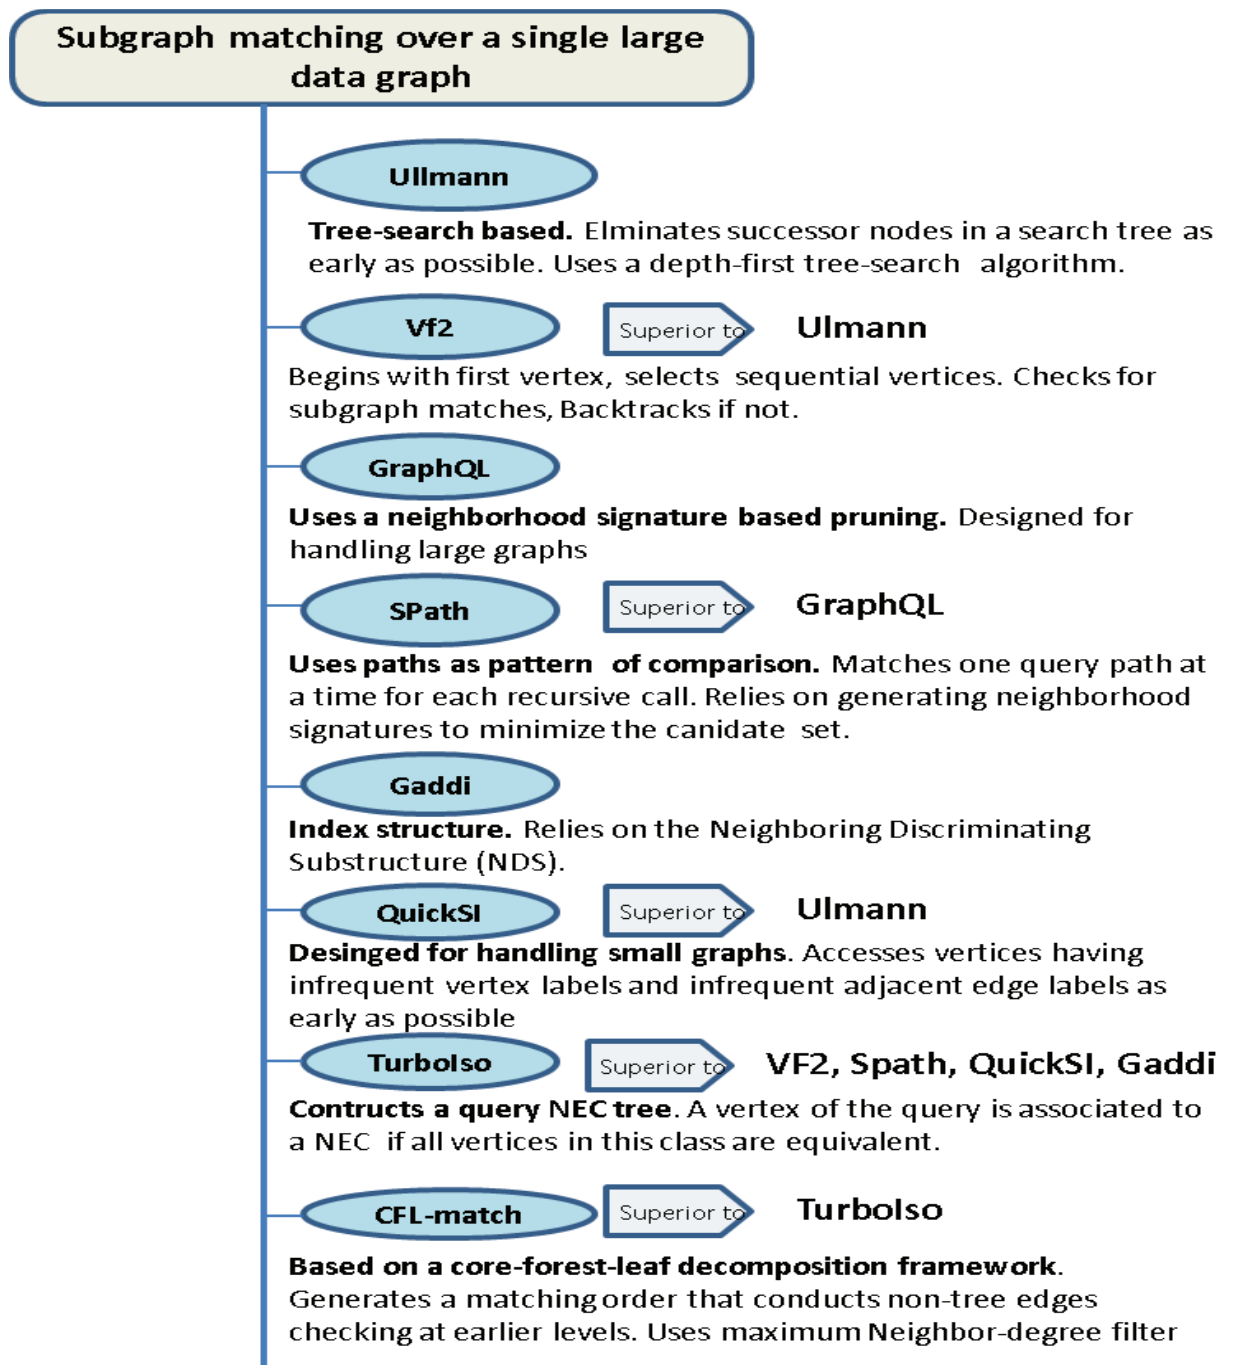 Subgraph matching over a single large
data graph
Ullmann
Tree-search based. Elminates successor nodes in a search tree as
early as possible. Uses a depth-first tree-search algorithm.
Vf2
Superior to
Ulmann
Begins with first vertex, selects sequential vertices. Checks for
subgraph matches, Backtracks if not.
GraphQL
Uses a neighborhood signature based pruning. Designed for
handling large graphs
SPath
Superior to
GraphQL
Uses paths as pattern of comparison. Matches one query path at
a time for each recursive call. Relies on generating neighborhood
signatures to minimize the canidate set.
Gaddi
Index structure. Relies on the Neighboring Discriminating
Substructure (NDS).
QuickSI
Superior to
Ulmann
Desinged for handling small graphs. Accesses vertices having
infrequent vertex labels and infrequent adjacent edge labels as
early as possible
TurboIso
Superior to
VF2, Spath, QuickSI, Gaddi
Contructs a query NEC tree. A vertex of the query is associated to
a NEC if all vertices in this class are equivalent.
CFL-match
Superior to
TurboIso
Based on a core-forest-leaf decomposition framework.
Generates a matching order that conducts non-tree edges
checking at earlier levels. Uses maximum Neighbor-degree filter